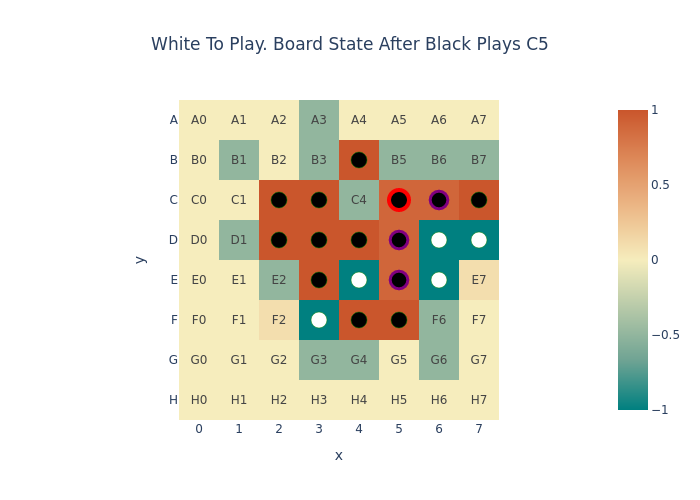 White To Play. Board State After Black Plays C5
A A0 A1 A2 A3 A4 A5 A6 A7
B B0 B1 B2 B3 B5 B6 B7
C C0 C1 C4
D D0 D1
E E0 E1 E2 E7
F F0 F1 F2 F6 F7
G G0 G1 G2 G3 G4 G5 G6 G7
H H0 H1 H2 H3 H4 H5 H6 H7
0 1 2 3 4 5 6 7
x
y
1
0.5
0
−0.5
−1